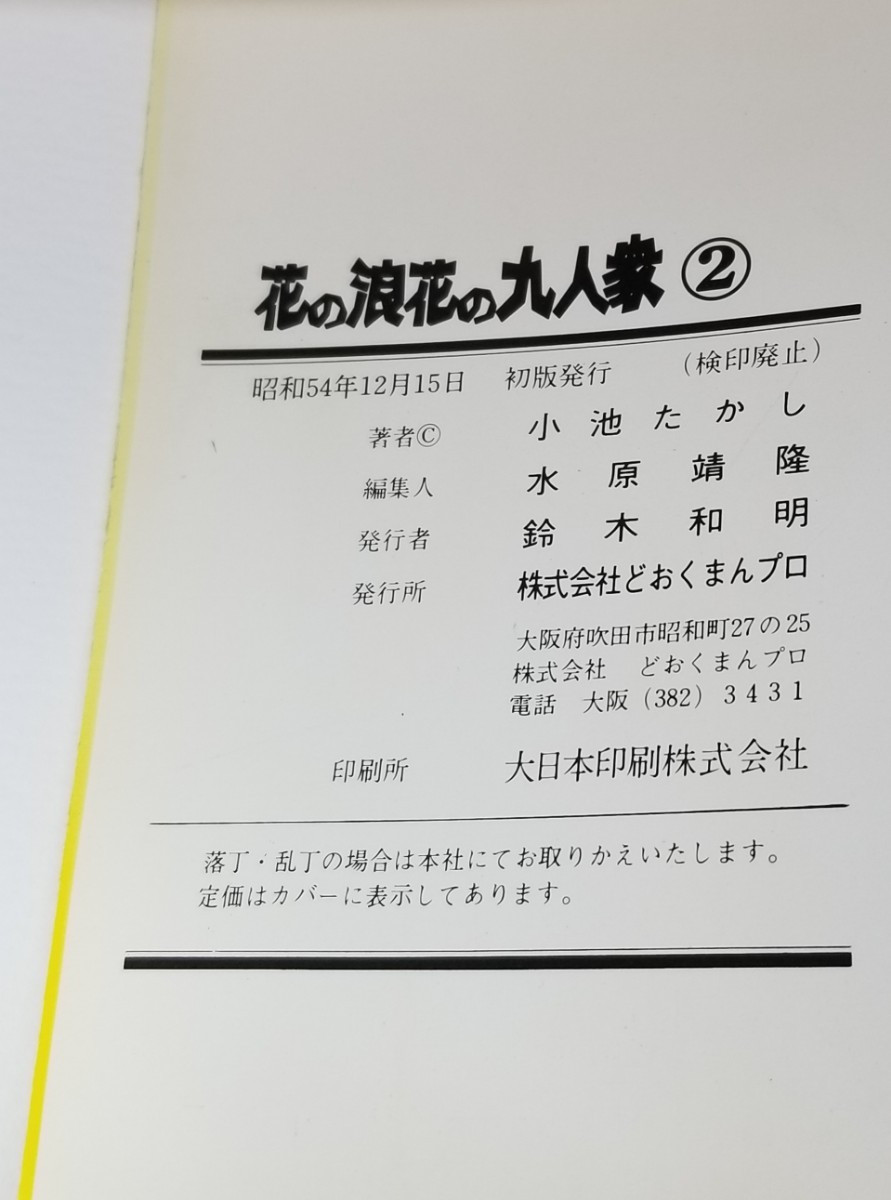 花の浪花の九人衆②
昭和54年12月15日 初版発行 (検印廃止)
著者© 小池たかし
編集人 水原靖隆
発行者 鈴木和明
発行所 株式会社どおくまんプロ
大阪府吹田市昭和町27の25
株式会社 どおくまんプロ
電話 大阪(382)3431
印刷所 大日本印刷株式会社
落丁・乱丁の場合は本社にてお取りかえいたします。
定価はカバーに表示してあります。